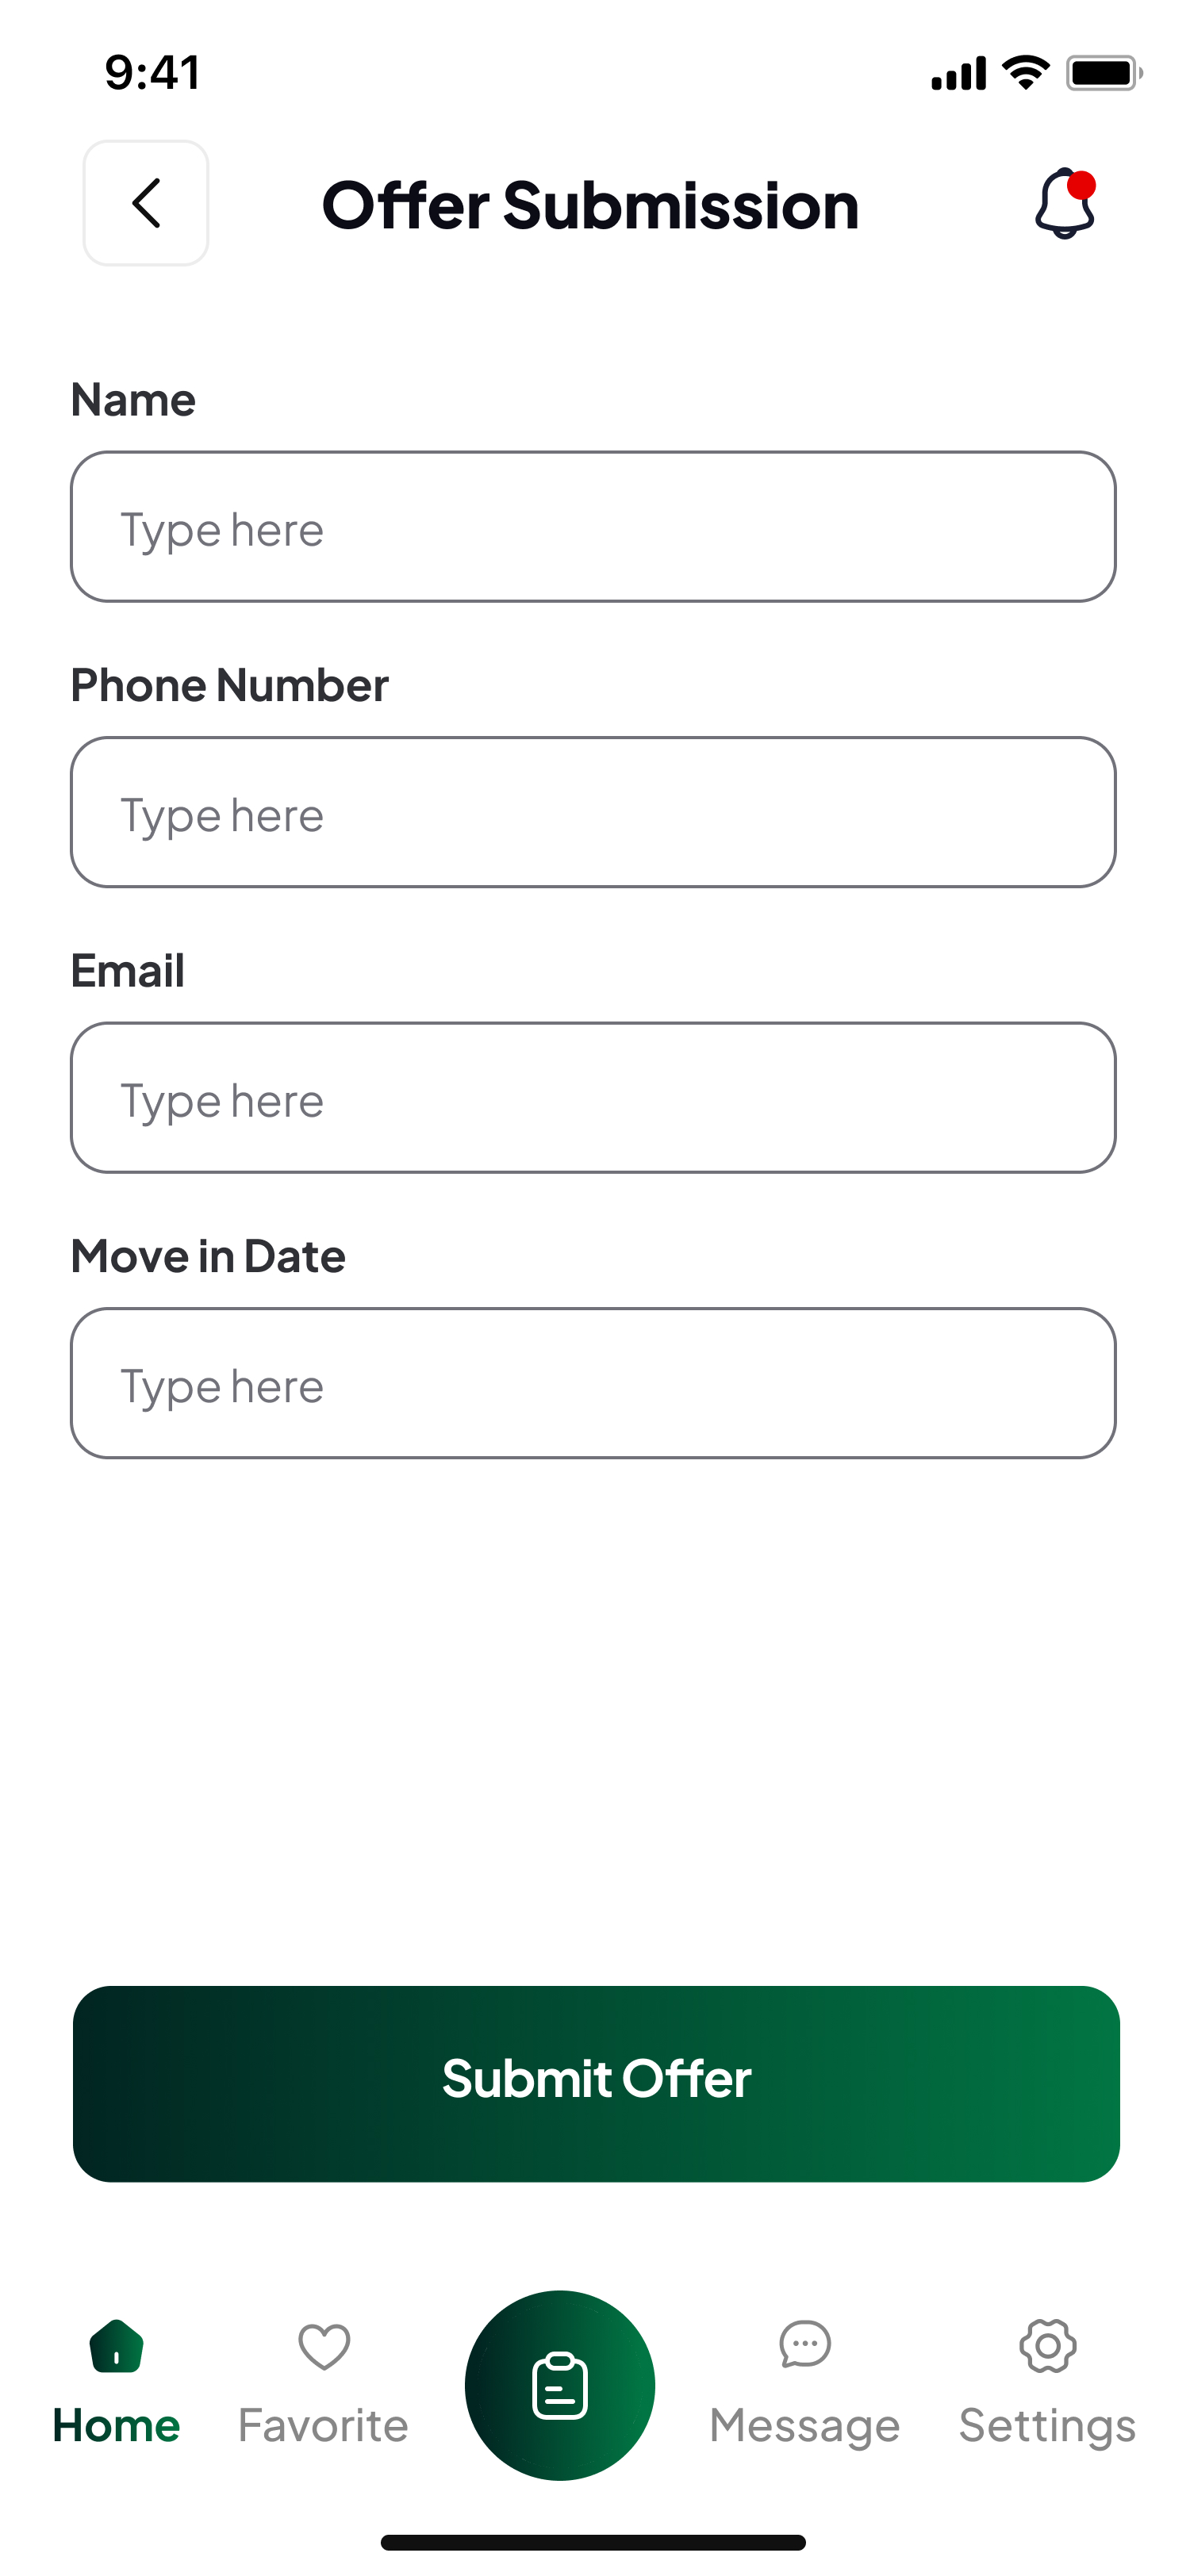 9:41
Offer Submission
Name
Type here
Phone Number
Type here
Email
Type here
Move in Date
Type here
Submit Offer
Home Favorite Message Settings